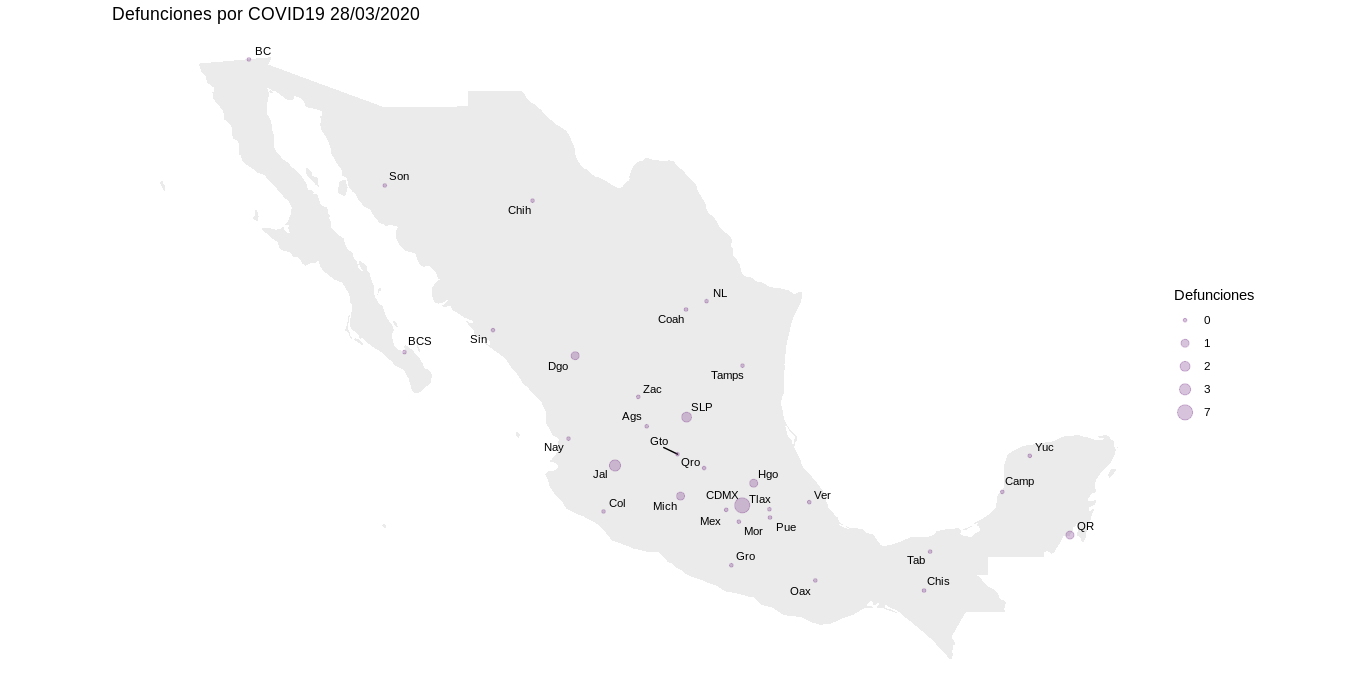 Defunciones por COVID19 28/03/2020
BC
Son
Chih
NL
Coah
Sin
BCS
Dgo
Tamps
Zac
SLP
Ags
Gto
Nay
Qro
Jal
Hgo
CDMX
Tlax
Ver
Col
Mich
Mex
Mor
Pue
Gro
Oax
Yuc
Camp
QR
Tab
Chis
Defunciones
0
1
2
3
7